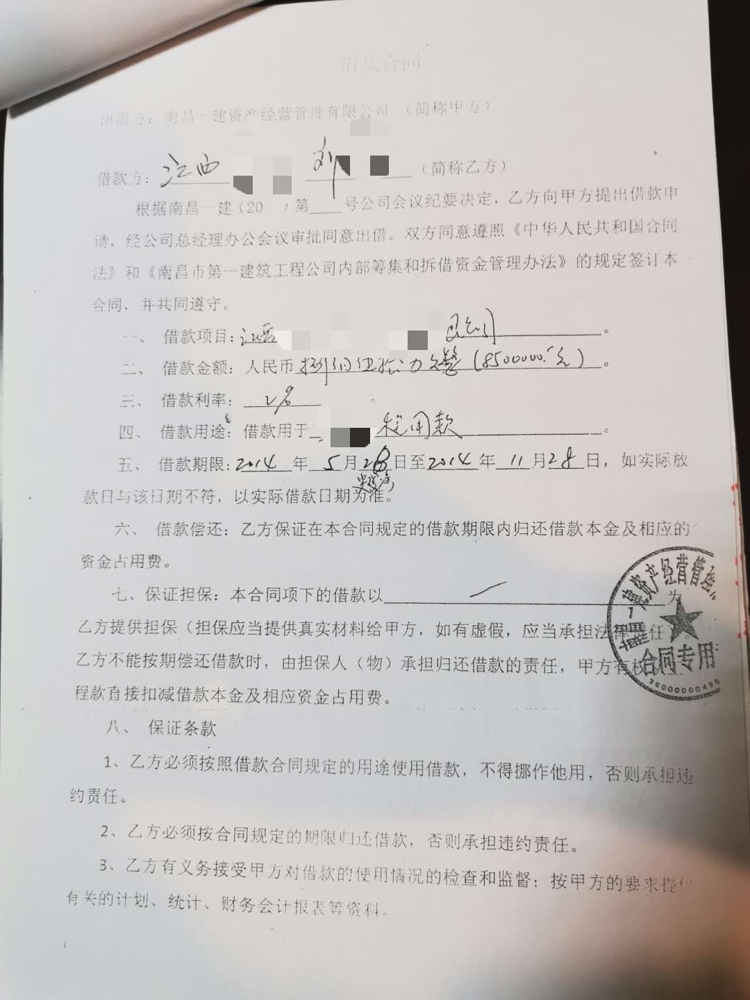 借款合同
出借方：南昌一建资产经营管理有限公司（简称甲方）
借款方：江西 刘 （简称乙方）
根据南昌一建（20 ）第____号公司会议纪要决定，乙方向甲方提出借款申
请，经公司总经理办公会议审批同意出借。双方同意遵照《中华人民共和国合同
法》和《南昌市第一建筑工程公司内部筹集和拆借资金管理办法》的规定签订本
合同，并共同遵守。
一、 借款项目：江西 。
二、 借款金额：人民币捌佰伍拾万元整（8500000.元）。
三、 借款利率：2% 。
四、 借款用途：借款用于 程用款 。
五、 借款期限：2014年5月28日至2014年11月28日，如实际放
款日与该日期不符，以实际借款日期为准。
六、 借款偿还：乙方保证在本合同规定的借款期限内归还借款本金及相应的
资金占用费。
七、保证担保：本合同项下的借款以 / 为
乙方提供担保（担保应当提供真实材料给甲方，如有虚假，应当承担法律责任）。
乙方不能按期偿还借款时，由担保人（物）承担归还借款的责任，甲方有权从工
程款直接扣减借款本金及相应资金占用费。
八、 保证条款
1、乙方必须按照借款合同规定的用途使用借款，不得挪作他用，否则承担违
约责任。
2、乙方必须按合同规定的期限归还借款，否则承担违约责任。
3、乙方有义务接受甲方对借款的使用情况的检查和监督；按甲方的要求提供
有关的计划、统计、财务会计报表等资料。
南昌一建资产经营管理
合同专用
36000000495
1